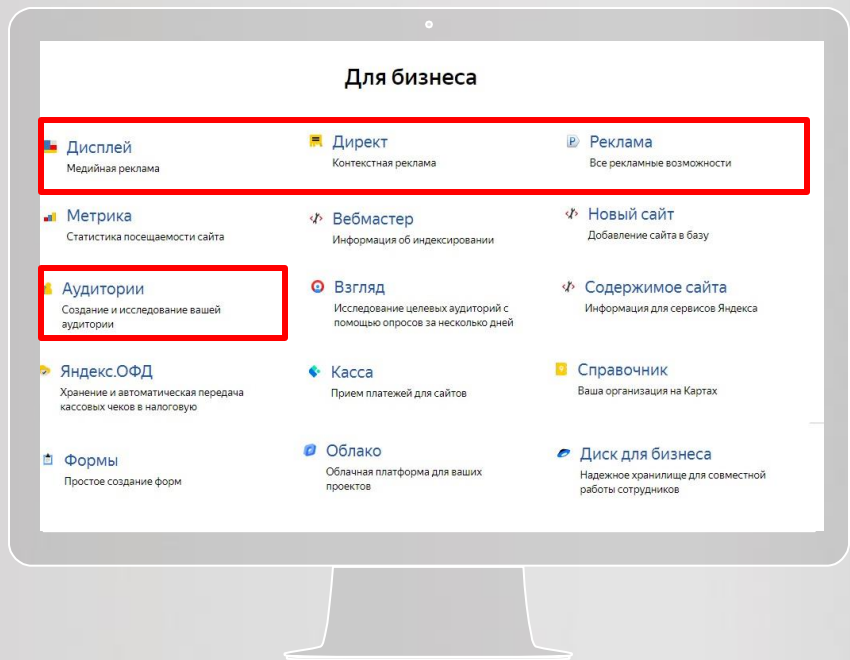 Для бизнеса
Дисплей
Медийная реклама
Директ
Контекстная реклама
Реклама
Все рекламные возможности
Метрика
Статистика посещаемости сайта
Вебмастер
Информация об индексировании
Новый сайт
Добавление сайта в базу
Аудитории
Создание и исследование вашей
аудитории
Взгляд
Исследование целевых аудиторий с
помощью опросов за несколько дней
Содержимое сайта
Информация для сервисов Яндекса
Яндекс.ОФД
Хранение и автоматическая передача
кассовых чеков в налоговую
Касса
Прием платежей для сайтов
Справочник
Ваша организация на Картах
Формы
Простое создание форм
Облако
Облачная платформа для ваших
проектов
Диск для бизнеса
Надежное хранилище для совместной
работы сотрудников